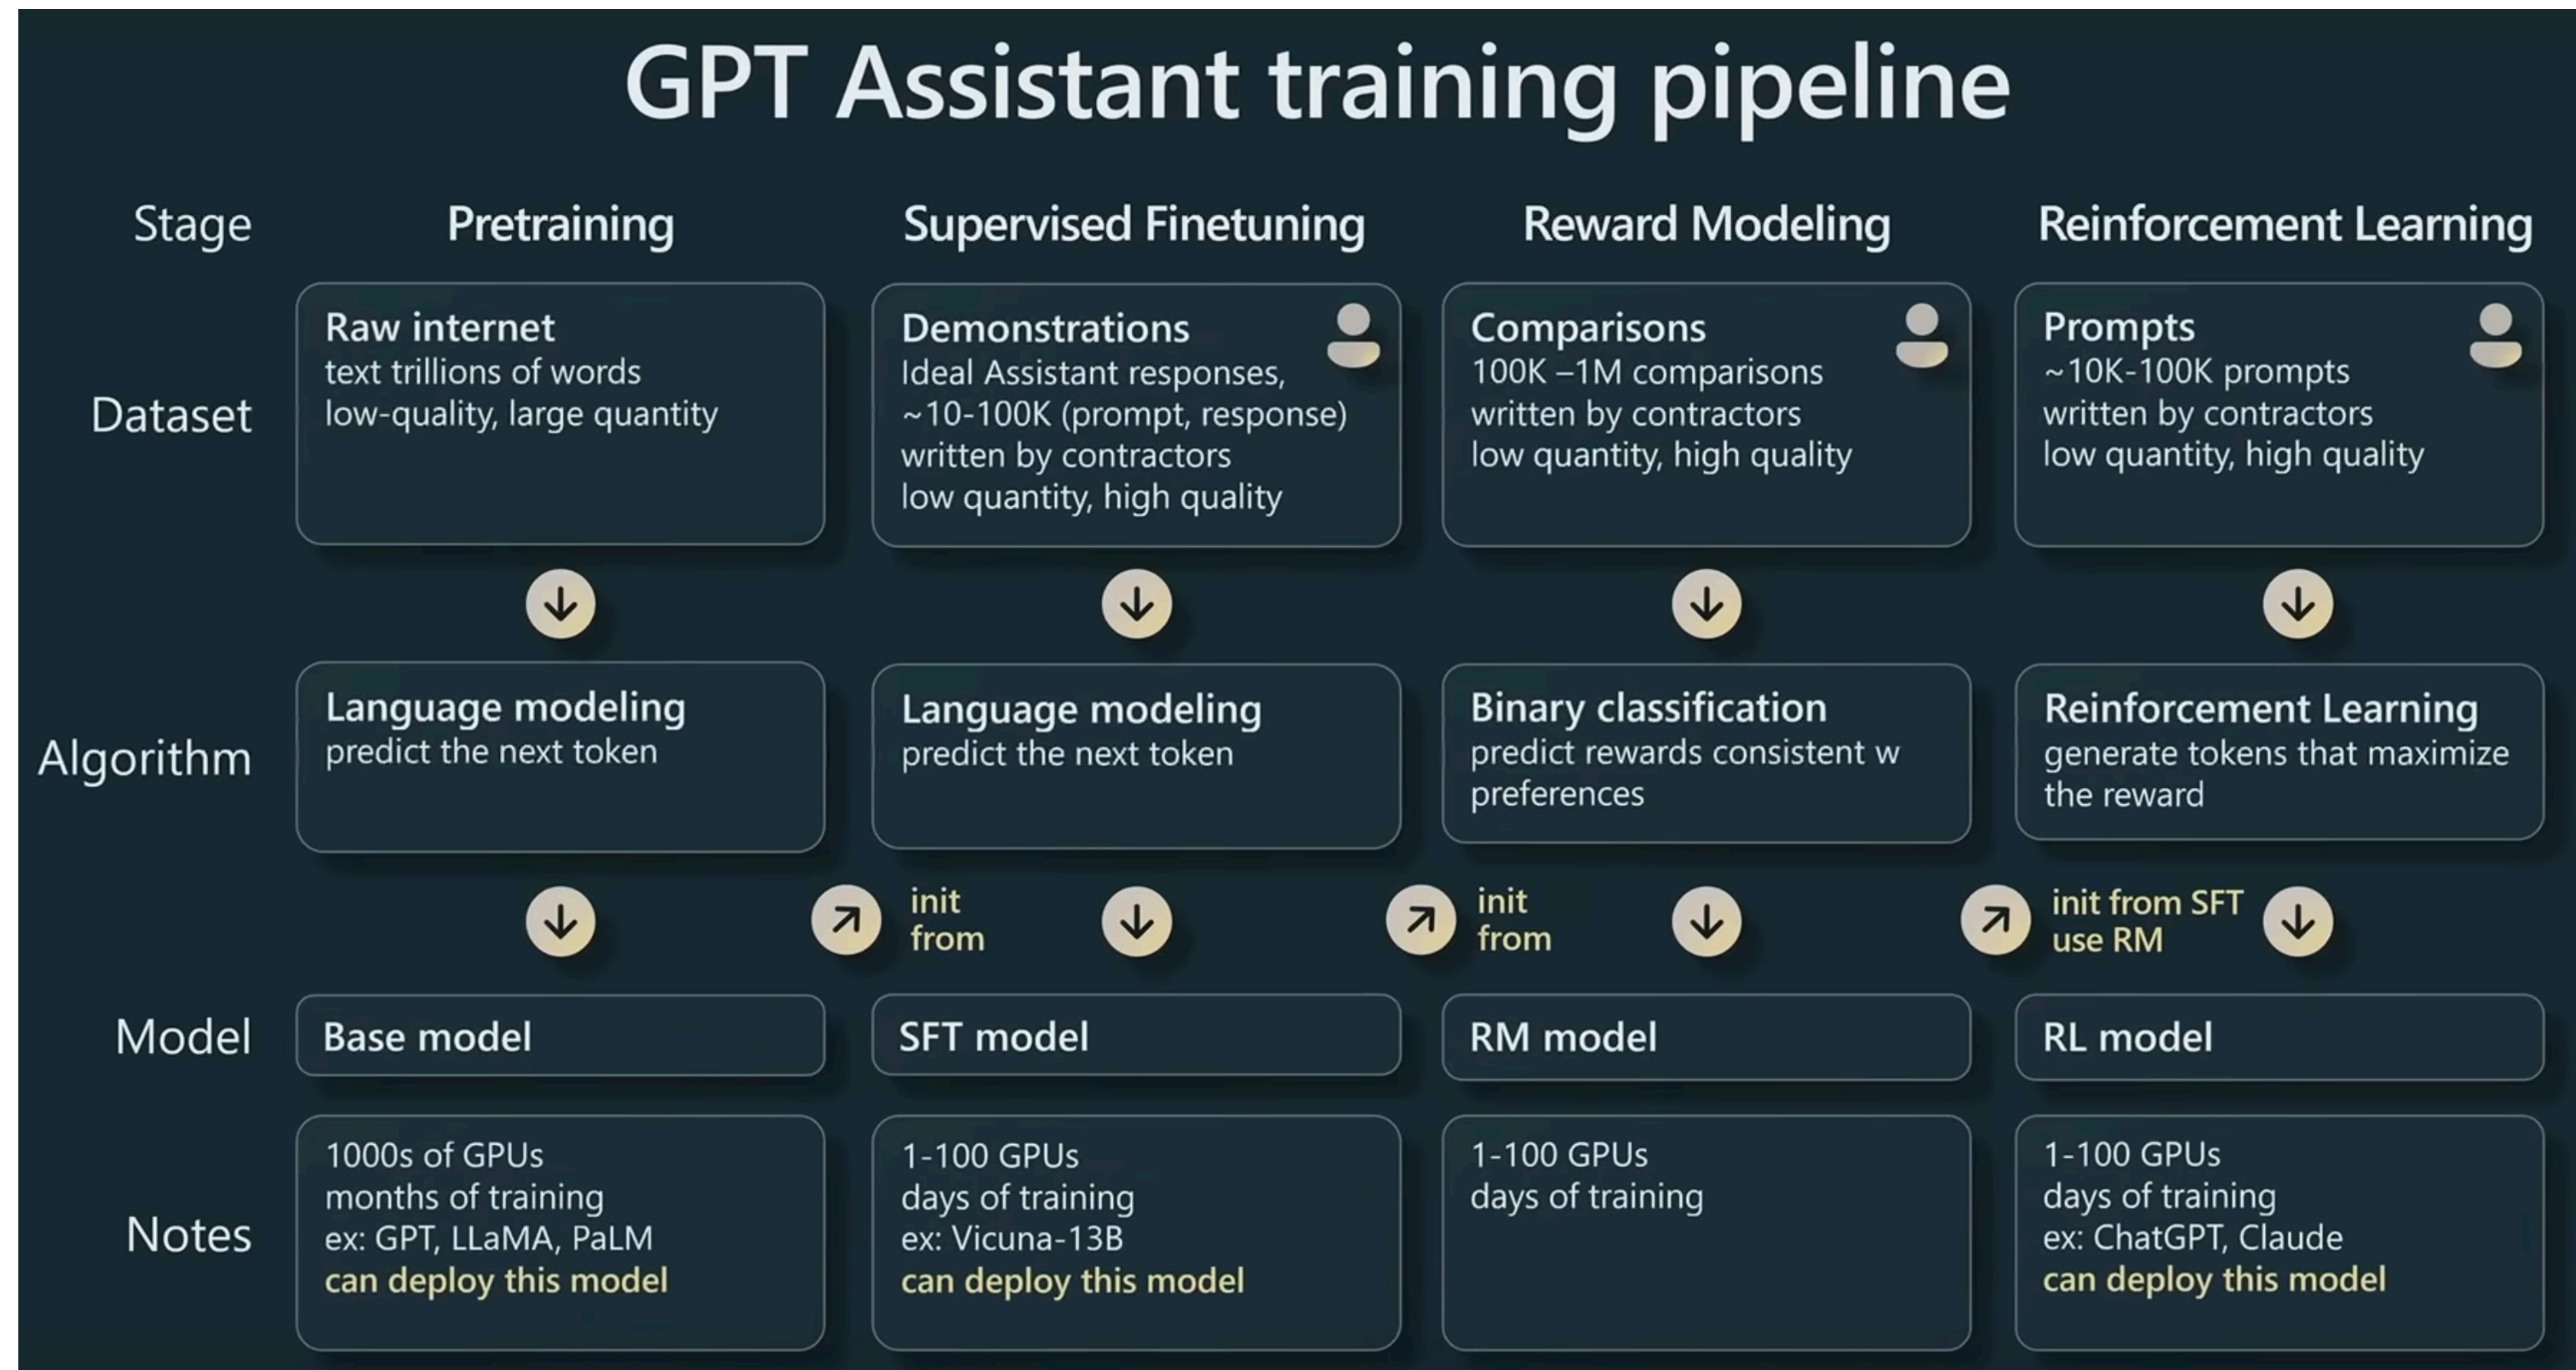 GPT Assistant training pipeline
Stage
Pretraining
Supervised Finetuning
Reward Modeling
Reinforcement Learning
Dataset
Raw internet
text trillions of words
low-quality, large quantity
Demonstrations
Ideal Assistant responses,
~10-100K (prompt, response)
written by contractors
low quantity, high quality
Comparisons
100K –1M comparisons
written by contractors
low quantity, high quality
Prompts
~10K-100K prompts
written by contractors
low quantity, high quality
Algorithm
Language modeling
predict the next token
Language modeling
predict the next token
Binary classification
predict rewards consistent w
preferences
Reinforcement Learning
generate tokens that maximize
the reward
init
from
init
from
init from SFT
use RM
Model
Base model
SFT model
RM model
RL model
Notes
1000s of GPUs
months of training
ex: GPT, LLaMA, PaLM
can deploy this model
1-100 GPUs
days of training
ex: Vicuna-13B
can deploy this model
1-100 GPUs
days of training
1-100 GPUs
days of training
ex: ChatGPT, Claude
can deploy this model